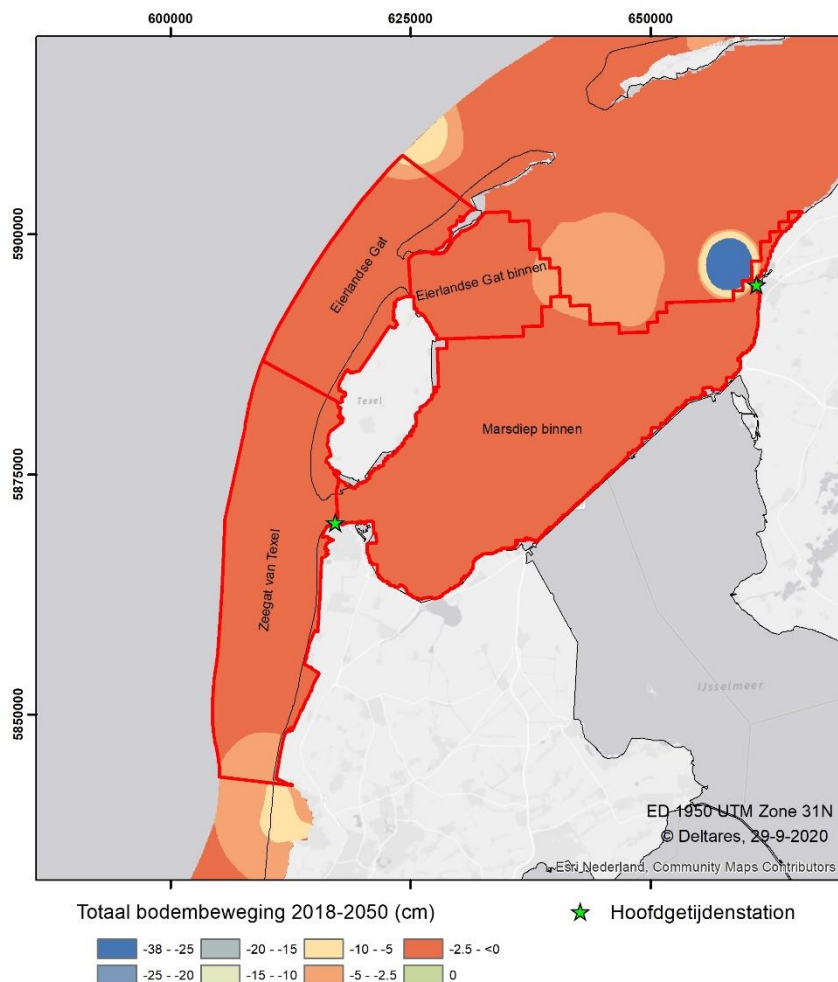 600000 625000 650000
5900000
5875000
5850000
Eierlandse Gat
Eierlandse Gat binnen
Texel
Marsdiep binnen
Zeegat van Texel
IJsselmeer
ED 1950 UTM Zone 31N
© Deltares, 29-9-2020
Esri Nederland, Community Maps Contributors
Totaal bodembeweging 2018-2050 (cm) Hoofdgetijdenstation
-38 - -25 -20 - -15 -10 - -5 -2.5 - <0
-25 - -20 -15 - -10 -5 - -2.5 0